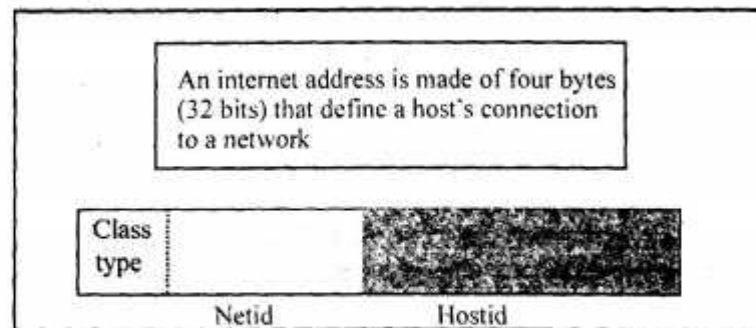 An internet address is made of four bytes
(32 bits) that define a host's connection
to a network
Class
type
Netid Hostid